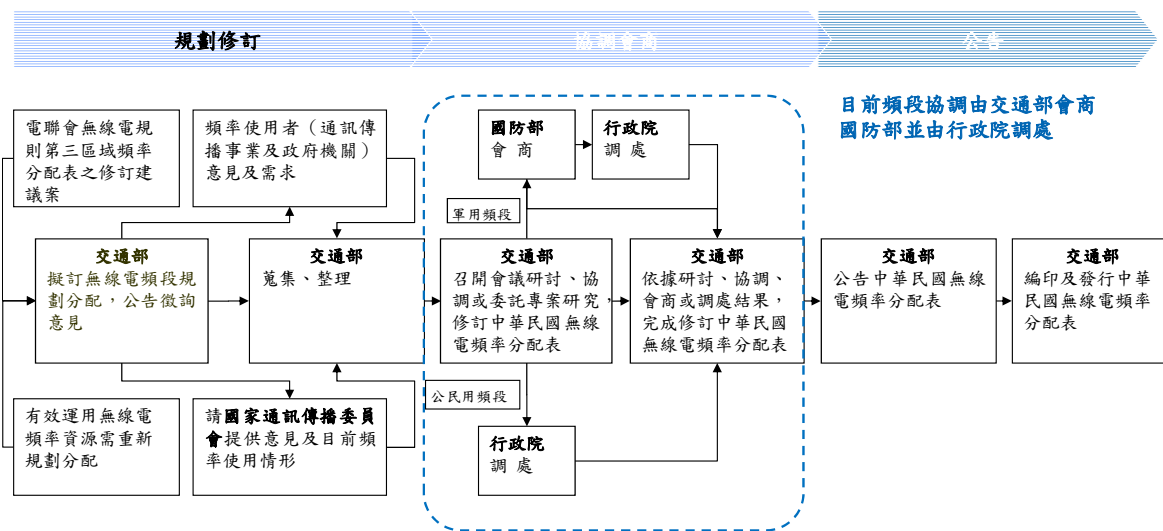 規劃修訂
協調會商
公告
目前頻段協調由交通部會商
國防部並由行政院調處
電聯會無線電規
則第三區域頻率
分配表之修訂建
議案
頻率使用者（通訊傳
播事業及政府機關）
意見及需求
國防部
會 商
行政院
調 處
軍用頻段
交通部
擬訂無線電頻段規
劃分配，公告徵詢
意見
交通部
蒐集、整理
交通部
召開會議研討、協
調或委託專案研究，
修訂中華民國無線
電頻率分配表
交通部
依據研討、協調、
會商或調處結果，
完成修訂中華民國
無線電頻率分配表
交通部
公告中華民國無線
電頻率分配表
交通部
編印及發行中華
民國無線電頻率
分配表
公民用頻段
有效運用無線電
頻率資源需重新
規劃分配
請國家通訊傳播委員
會提供意見及目前頻
率使用情形
行政院
調 處